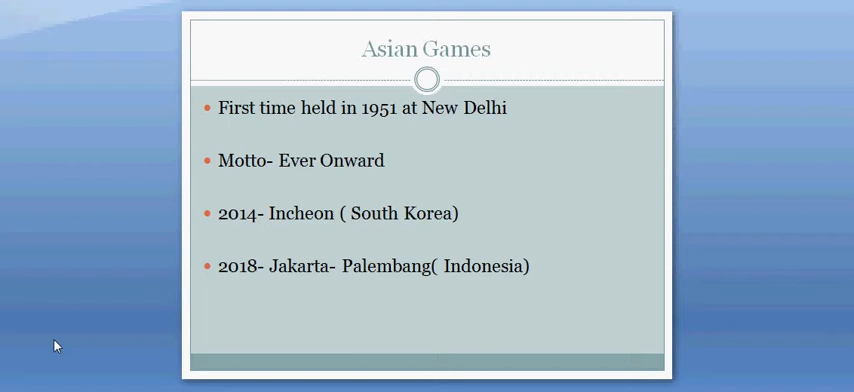 Asian Games
First time held in 1951 at New Delhi
Motto- Ever Onward
2014- Incheon ( South Korea)
2018- Jakarta- Palembang( Indonesia)